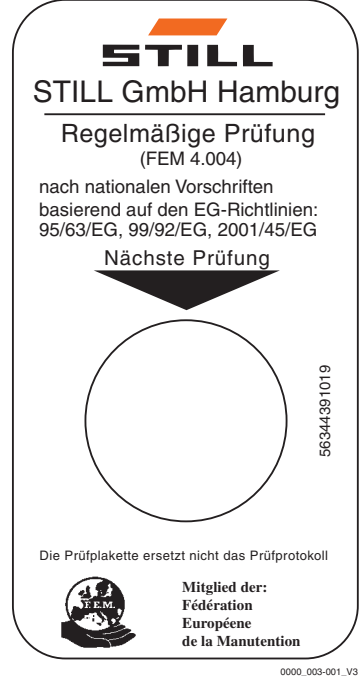 STILL
STILL GmbH Hamburg
Regelmäßige Prüfung
(FEM 4.004)
nach nationalen Vorschriften
basierend auf den EG-Richtlinien:
95/63/EG, 99/92/EG, 2001/45/EG
Nächste Prüfung
56344391019
Die Prüfplakette ersetzt nicht das Prüfprotokoll
F.E.M.
Mitglied der:
Fédération
Européene
de la Manutention
0000_003-001_V3